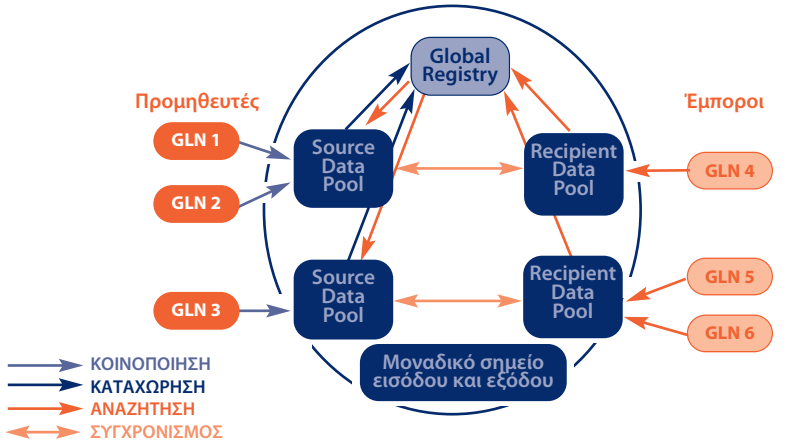 Global
Registry
Προμηθευτές
Έμποροι
GLN 1
GLN 2
GLN 3
Source
Data
Pool
Recipient
Data
Pool
GLN 4
Source
Data
Pool
Recipient
Data
Pool
GLN 5
GLN 6
Μοναδικό σημείο
εισόδου και εξόδου
ΚΟΙΝΟΠΟΙΗΣΗ
ΚΑΤΑΧΩΡΗΣΗ
ΑΝΑΖΗΤΗΣΗ
ΣΥΓΧΡΟΝΙΣΜΟΣ